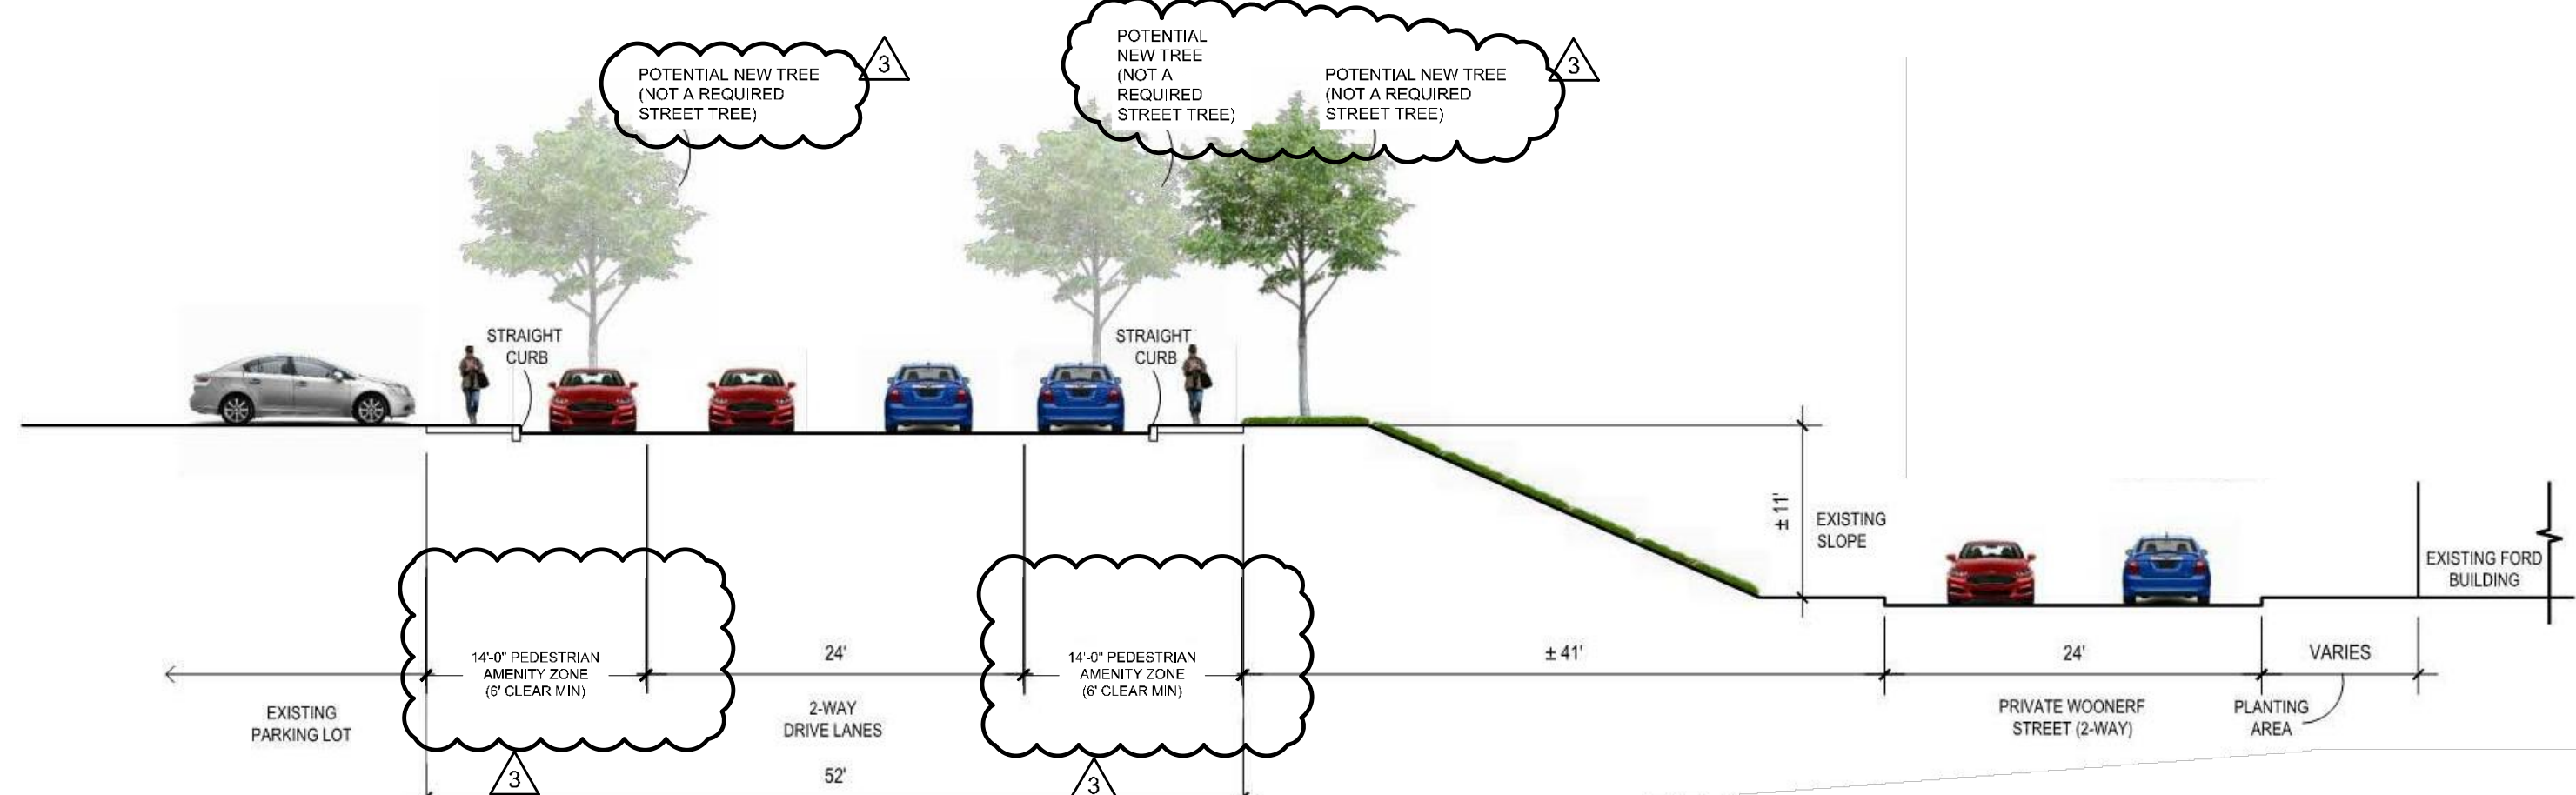 POTENTIAL NEW TREE
(NOT A REQUIRED
STREET TREE)
3
POTENTIAL
NEW TREE
(NOT A
REQUIRED
STREET TREE)
POTENTIAL NEW TREE
(NOT A REQUIRED
STREET TREE)
3
STRAIGHT
CURB
STRAIGHT
CURB
± 11'
EXISTING
SLOPE
EXISTING FORD
BUILDING
14'-0" PEDESTRIAN
AMENITY ZONE
(6' CLEAR MIN)
24'
14'-0" PEDESTRIAN
AMENITY ZONE
(6' CLEAR MIN)
± 41'
24'
VARIES
EXISTING
PARKING LOT
2-WAY
DRIVE LANES
PRIVATE WOONERF
STREET (2-WAY)
PLANTING
AREA
3
52'
3